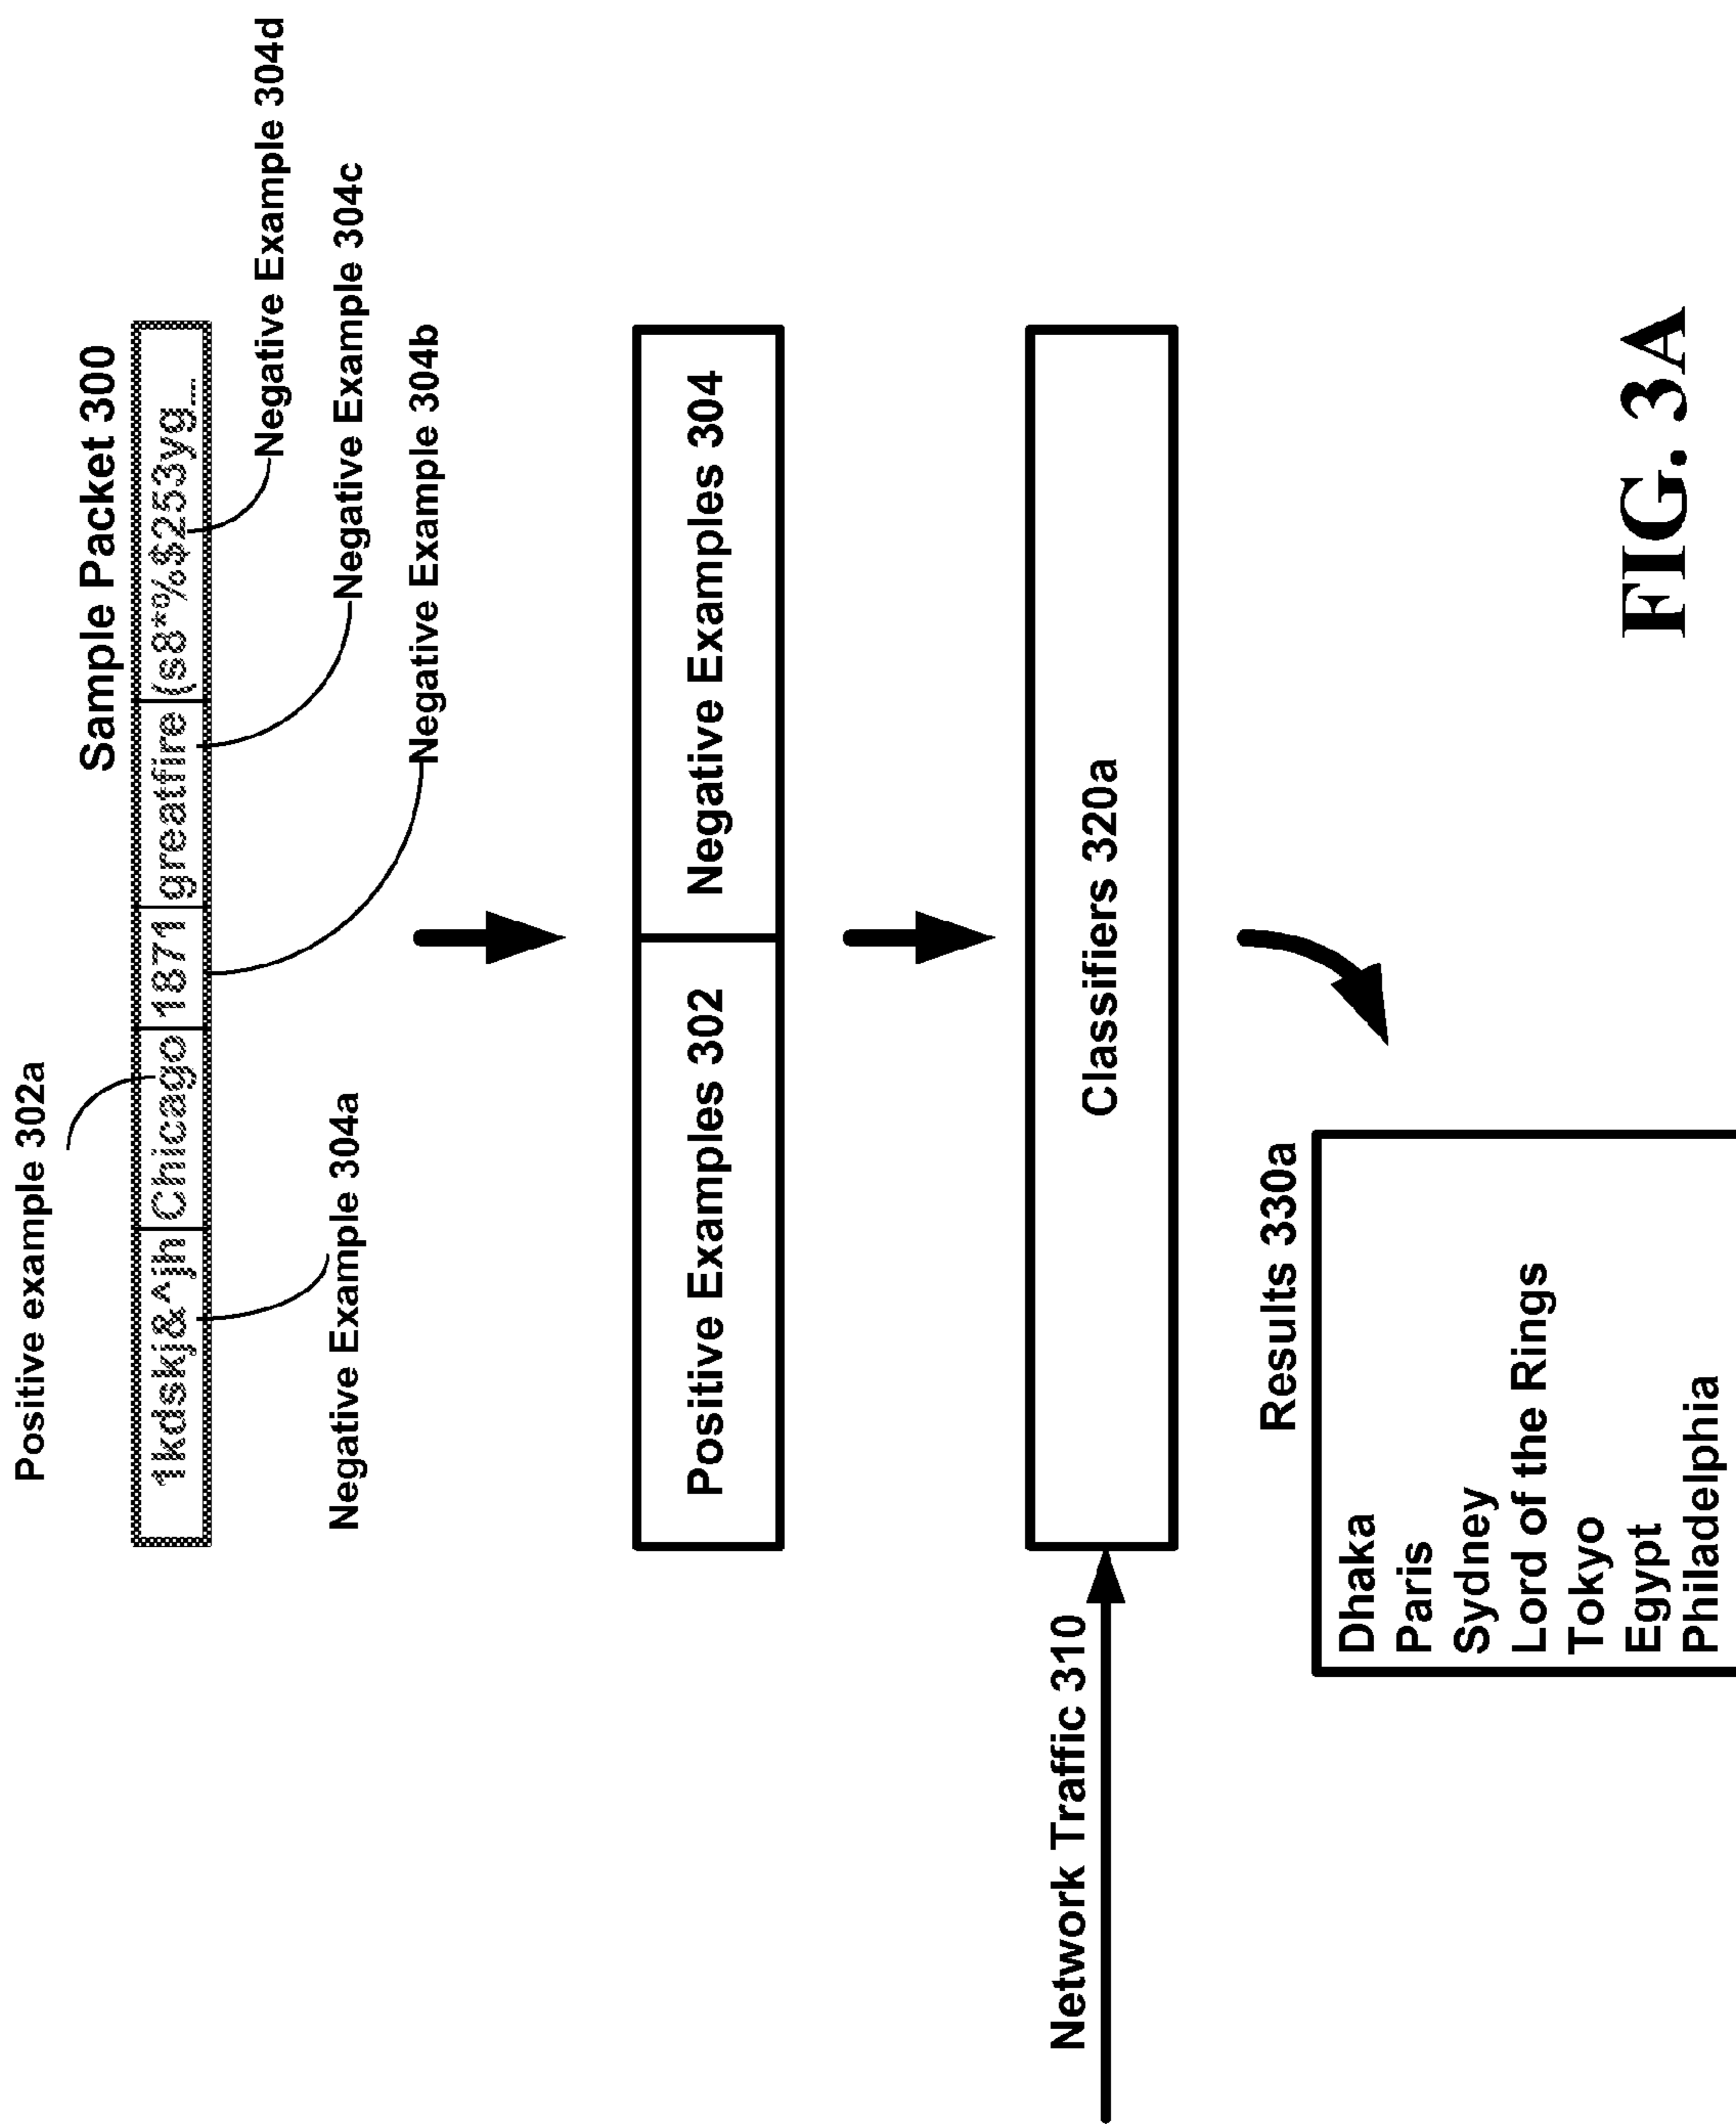 Positive example 302a
Sample Packet 300
1kdskj&^jh Chicago 1871 greatfire (s8*%$253yg...
Negative Example 304d
Negative Example 304a
Negative Example 304c
Negative Example 304b
Positive Examples 302
Negative Examples 304
Network Traffic 310
Classifiers 320a
Results 330a
Dhaka
Paris
Sydney
Lord of the Rings
Tokyo
Egypt
Philadelphia
FIG. 3A